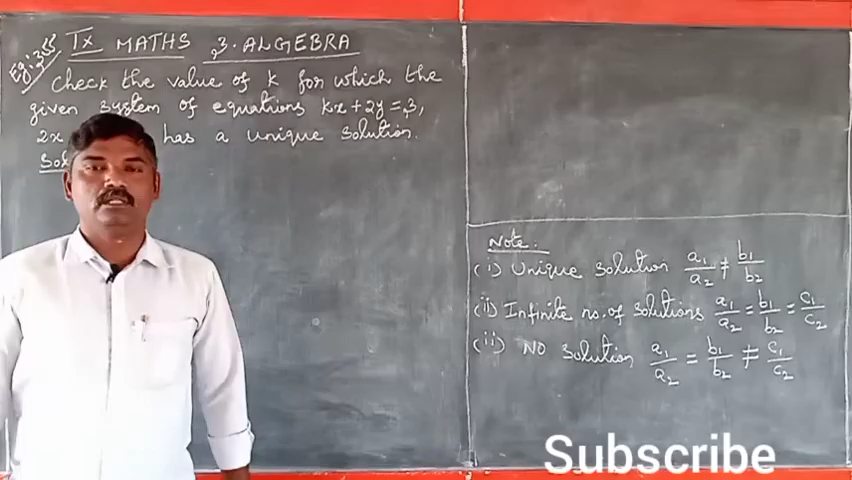 Eg: 3.55
IX MATHS ,3. ALGEBRA
Check the value of k for which the
given system of equations kx + 2y = 3,
2x has a unique solution.
Sol
Note:
(i) Unique solution a₁/a₂ ≠ b₁/b₂
(ii) Infinite no. of solutions a₁/a₂ = b₁/b₂ = c₁/c₂
(iii) NO solution a₁/a₂ = b₁/b₂ ≠ c₁/c₂
Subscribe